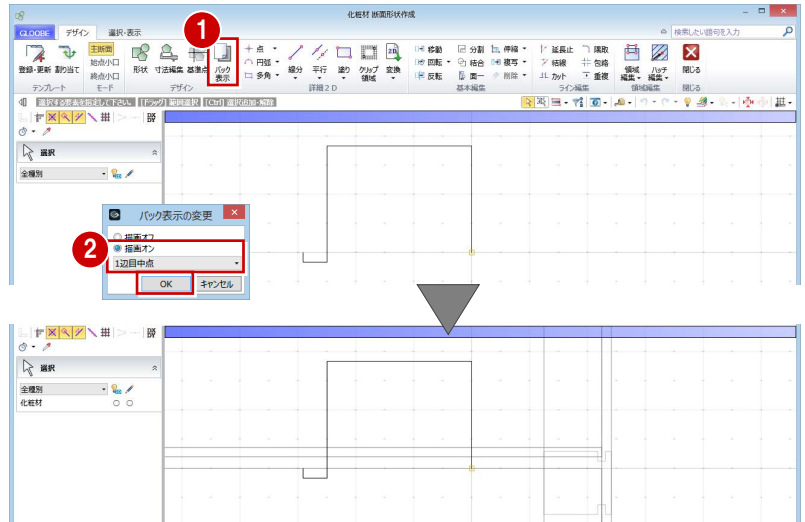 化粧材 断面形状作成
GLOOBE デザイン 選択・表示 検索したい語句を入力
1
登録・更新 割り当て
テンプレート
主断面
始点小口
終点小口
モード
形状 寸法編集 基準点 バック表示
デザイン
点
円弧
多角
線分 平行 塗り クリップ領域 変換
詳細2D
移動 分割 伸縮
回転 結合 複写
反転 面一 削除
基本編集
延長止 隅取
結線 包絡
カット 重複
ライン編集
領域編集 ハッチ編集
領域編集
閉じる
閉じる
選択する要素を指定して下さい。 [ドラッグ] 範囲選択 [Ctrl] 選択追加・解除
選択
全種別
バック表示の変更
描画オフ
2
描画オン
1辺目中点
OK キャンセル
選択
全種別
化粧材